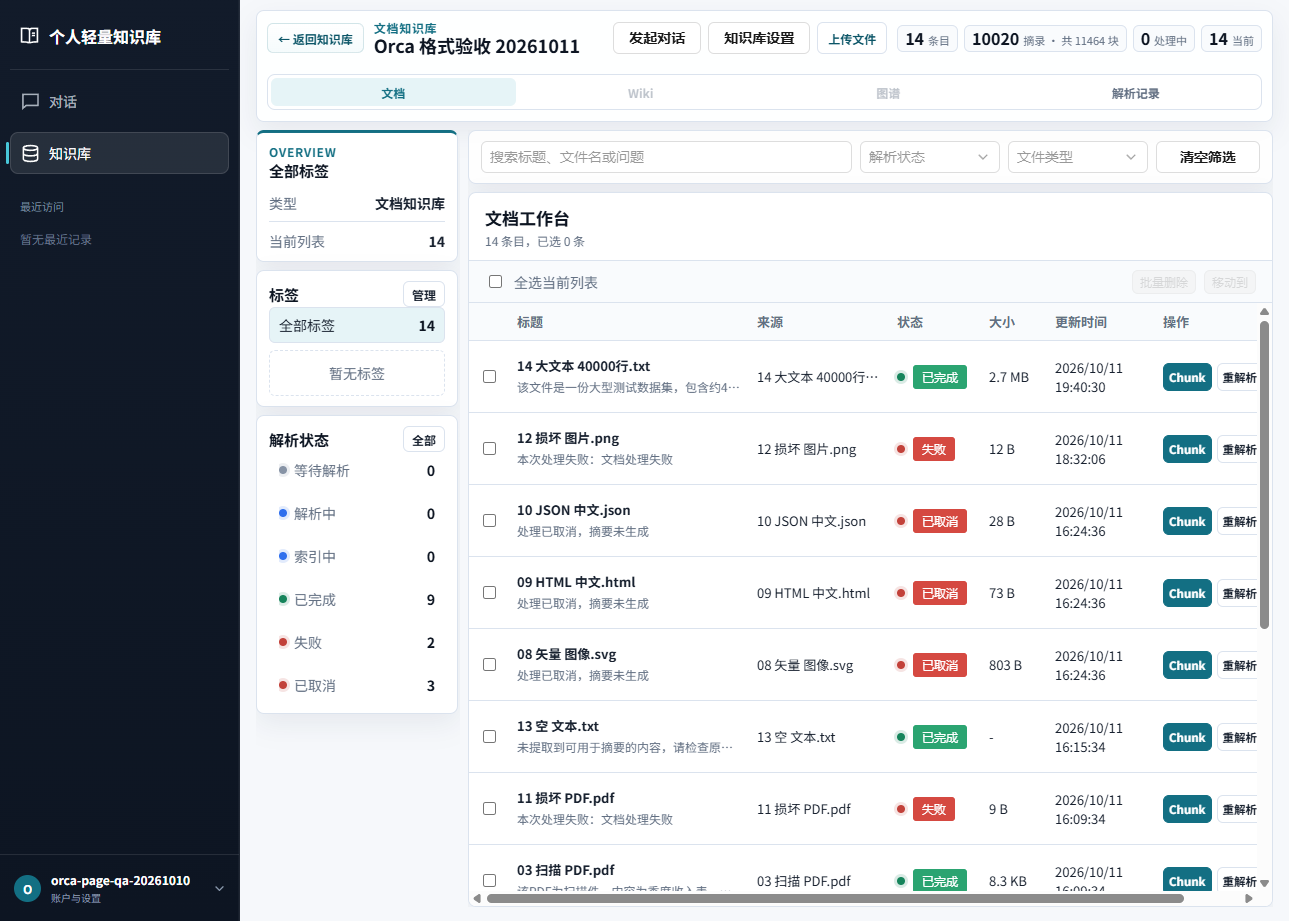 个人轻量知识库
对话
知识库
最近访问
暂无最近记录
orca-page-qa-20261010
账户与设置
O
← 返回知识库
文档知识库
Orca 格式验收 20261011
发起对话
知识库设置
上传文件
14 条目
10020 摘录 · 共 11464 块
0 处理中
14 当前
文档
Wiki
图谱
解析记录
OVERVIEW
全部标签
类型 文档知识库
当前列表 14
标签 管理
全部标签 14
暂无标签
解析状态 全部
等待解析 0
解析中 0
索引中 0
已完成 9
失败 2
已取消 3
搜索标题、文件名或问题
解析状态
文件类型
清空筛选
文档工作台
14 条目，已选 0 条
全选当前列表
批量删除
移动到
标题 来源 状态 大小 更新时间 操作
14 大文本 40000行.txt
该文件是一份大型测试数据集，包含约4…
14 大文本 40000行…
已完成
2.7 MB
2026/10/11
19:40:30
Chunk
重解析
12 损坏 图片.png
本次处理失败：文档处理失败
12 损坏 图片.png
失败
12 B
2026/10/11
18:32:06
Chunk
重解析
10 JSON 中文.json
处理已取消，摘要未生成
10 JSON 中文.json
已取消
28 B
2026/10/11
16:24:36
Chunk
重解析
09 HTML 中文.html
处理已取消，摘要未生成
09 HTML 中文.html
已取消
73 B
2026/10/11
16:24:36
Chunk
重解析
08 矢量 图像.svg
处理已取消，摘要未生成
08 矢量 图像.svg
已取消
803 B
2026/10/11
16:24:36
Chunk
重解析
13 空 文本.txt
未提取到可用于摘要的内容，请检查原…
13 空 文本.txt
已完成
-
2026/10/11
16:15:34
Chunk
重解析
11 损坏 PDF.pdf
本次处理失败：文档处理失败
11 损坏 PDF.pdf
失败
9 B
2026/10/11
16:09:34
Chunk
重解析
03 扫描 PDF.pdf
03 扫描 PDF.pdf
已完成
8.3 KB
2026/10/11
16:09:34
Chunk
重解析